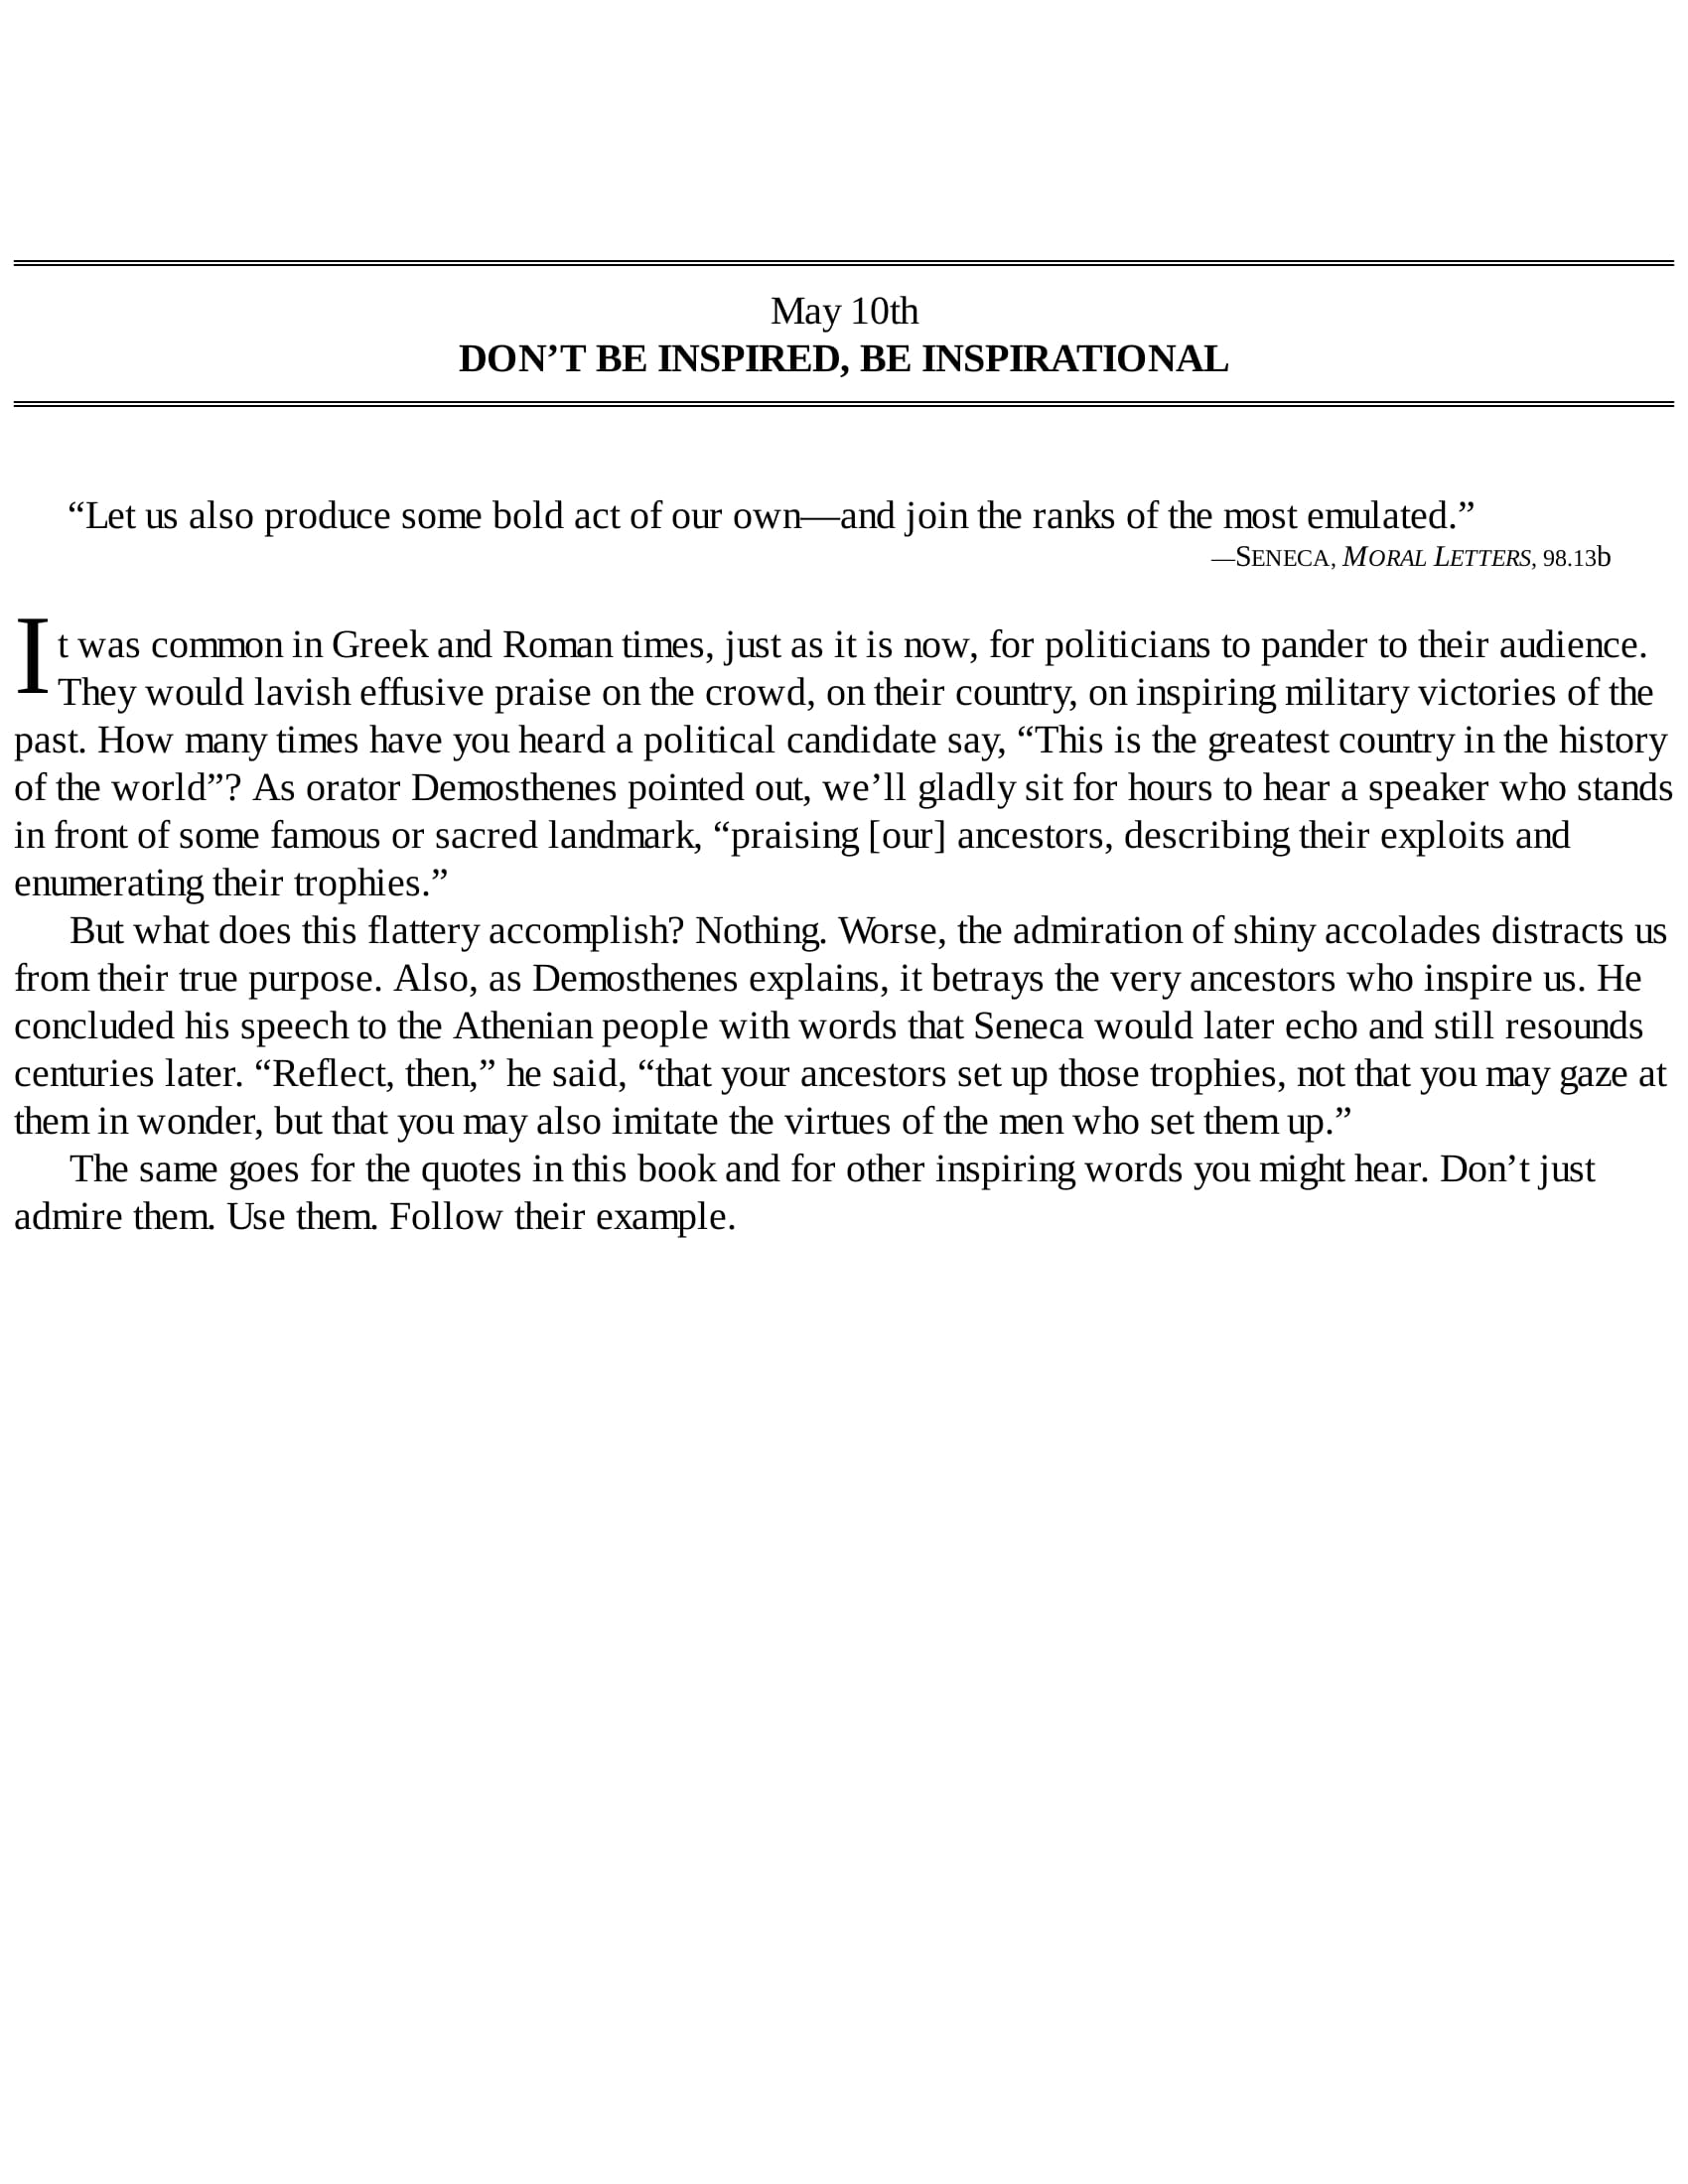 May 10th
DON’T BE INSPIRED, BE INSPIRATIONAL
“Let us also produce some bold act of our own—and join the ranks of the most emulated.”
—SENECA, MORAL LETTERS, 98.13b
It was common in Greek and Roman times, just as it is now, for politicians to pander to their audience.
They would lavish effusive praise on the crowd, on their country, on inspiring military victories of the
past. How many times have you heard a political candidate say, “This is the greatest country in the history
of the world”? As orator Demosthenes pointed out, we’ll gladly sit for hours to hear a speaker who stands
in front of some famous or sacred landmark, “praising [our] ancestors, describing their exploits and
enumerating their trophies.”
But what does this flattery accomplish? Nothing. Worse, the admiration of shiny accolades distracts us
from their true purpose. Also, as Demosthenes explains, it betrays the very ancestors who inspire us. He
concluded his speech to the Athenian people with words that Seneca would later echo and still resounds
centuries later. “Reflect, then,” he said, “that your ancestors set up those trophies, not that you may gaze at
them in wonder, but that you may also imitate the virtues of the men who set them up.”
The same goes for the quotes in this book and for other inspiring words you might hear. Don’t just
admire them. Use them. Follow their example.